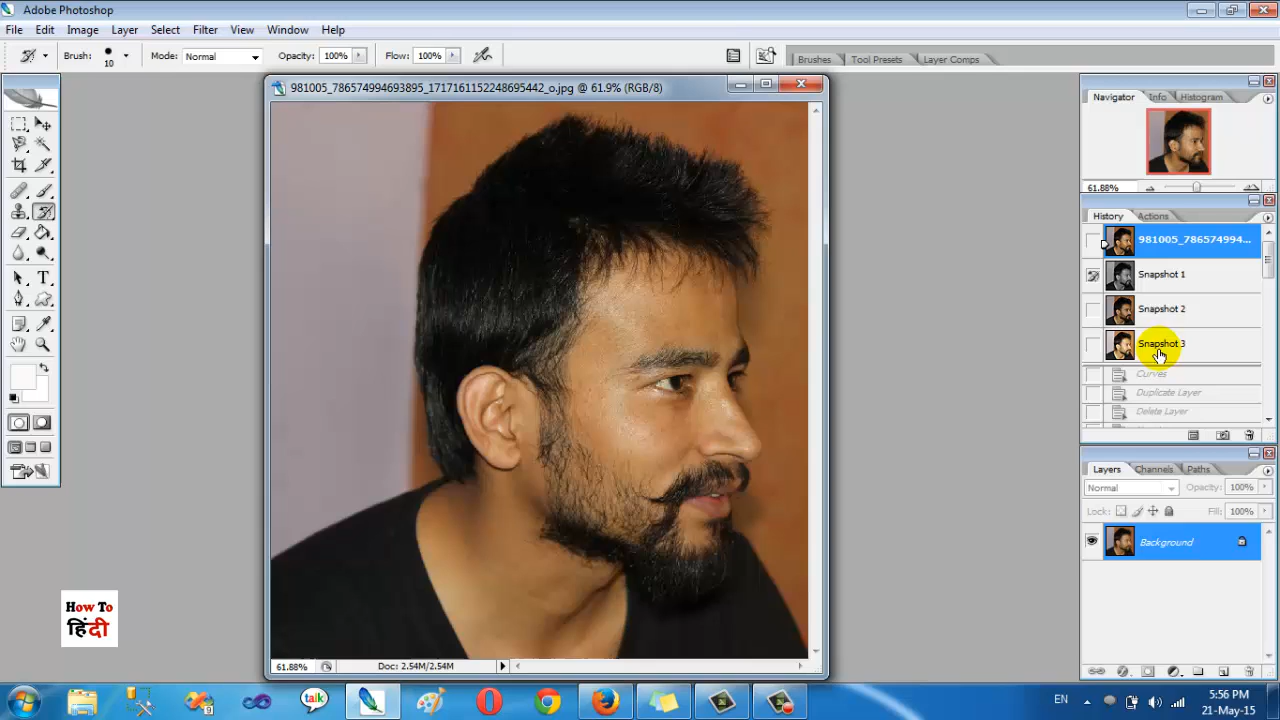 Adobe Photoshop
File Edit Image Layer Select Filter View Window Help
Brush: 10 Mode: Normal Opacity: 100% Flow: 100%
Brushes Tool Presets Layer Comps
981005_786574994693895_1717161152248695442_o.jpg @ 61.9% (RGB/8)
Navigator Info Histogram
61.88%
History Actions
981005_786574994...
Snapshot 1
Snapshot 2
Snapshot 3
Curves
Duplicate Layer
Delete Layer
Layers Channels Paths
Normal Opacity: 100%
Lock: Fill: 100%
Background
T
How To
हिंदी
61.88% Doc: 2.54M/2.54M
talk
EN
5:56 PM
21-May-15